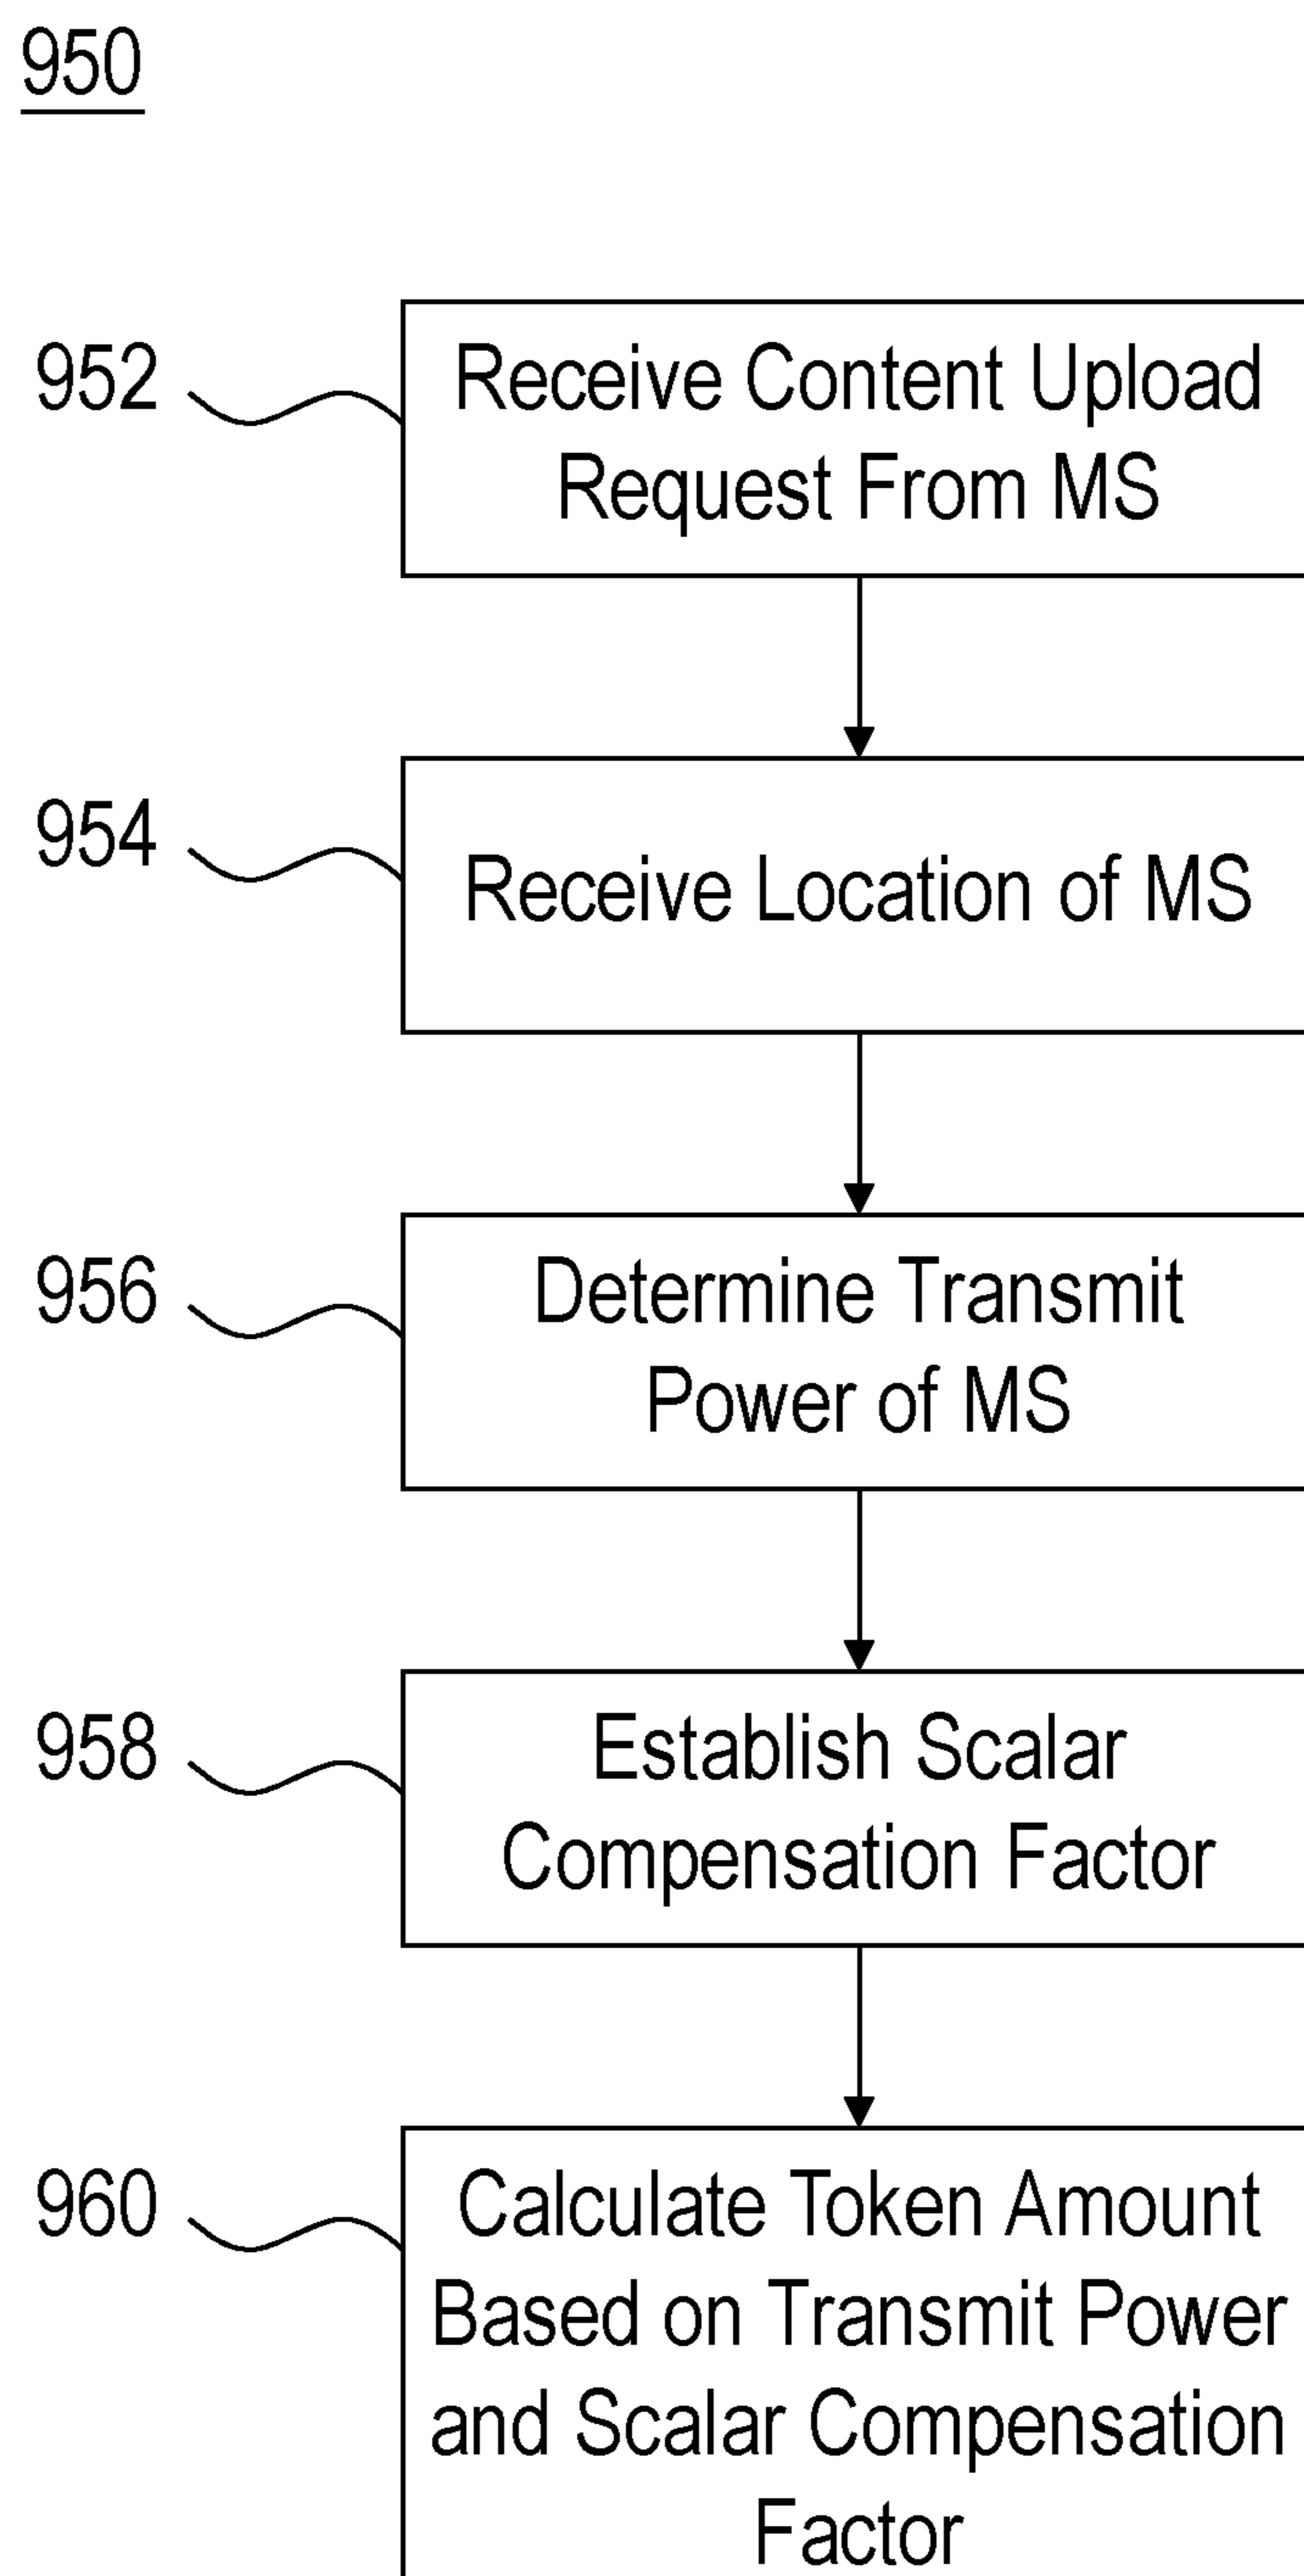 950
952
Receive Content Upload
Request From MS
954
Receive Location of MS
956
Determine Transmit
Power of MS
958
Establish Scalar
Compensation Factor
960
Calculate Token Amount
Based on Transmit Power
and Scalar Compensation
Factor